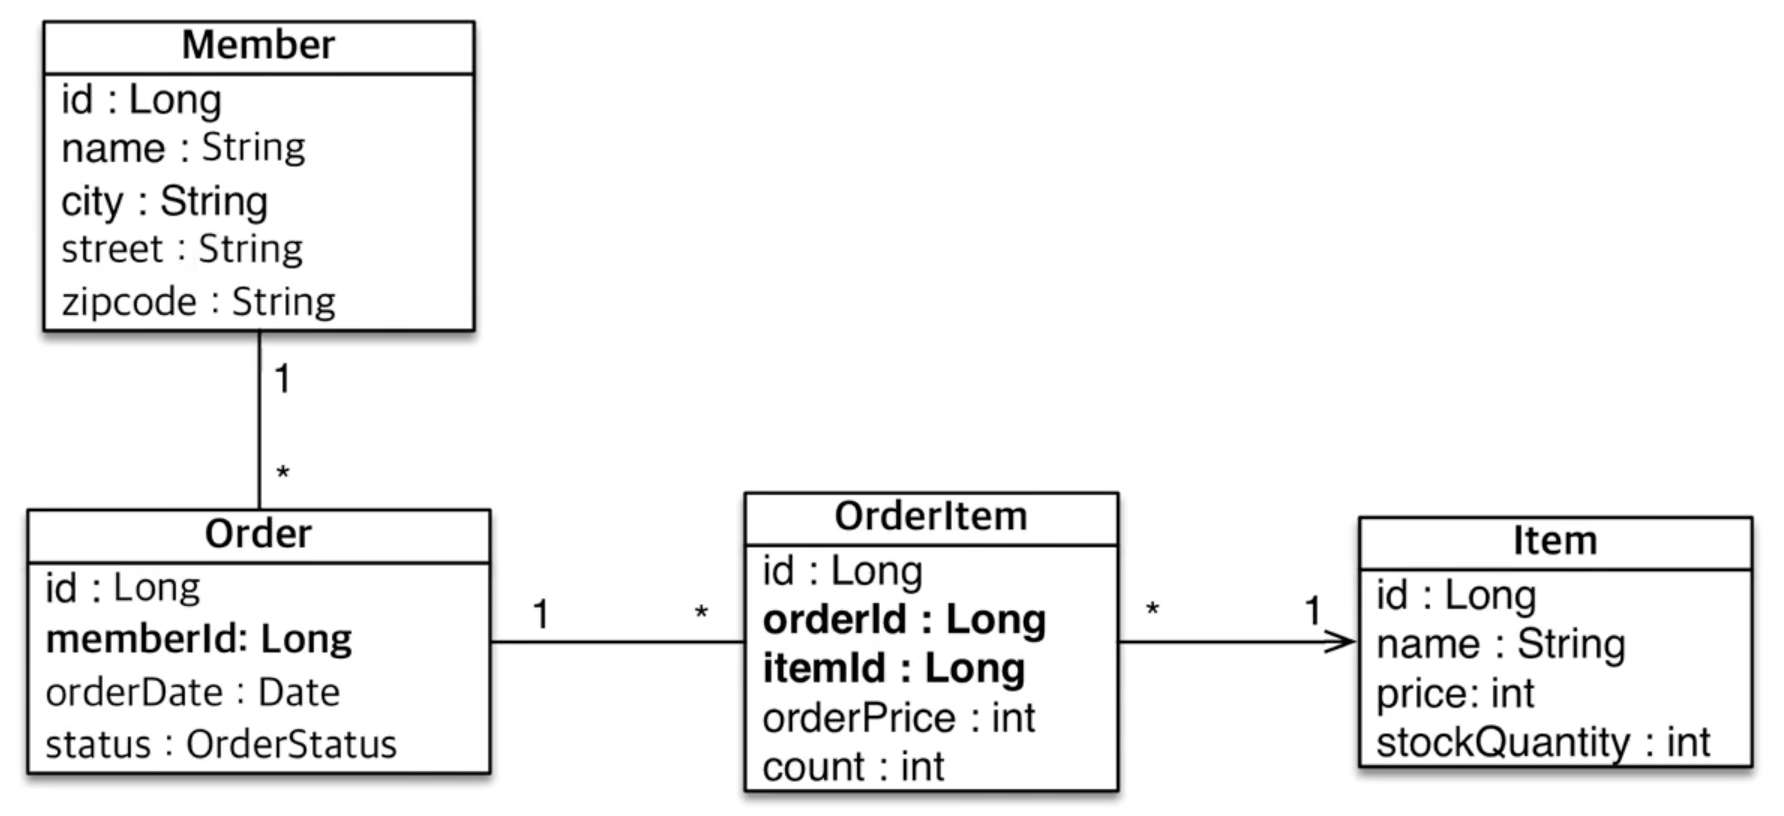 Member
id : Long
name : String
city : String
street : String
zipcode : String
1
*
Order
id : Long
memberId: Long
orderDate : Date
status : OrderStatus
1
*
OrderItem
id : Long
orderId : Long
itemId : Long
orderPrice : int
count : int
*
1
Item
id : Long
name : String
price: int
stockQuantity : int